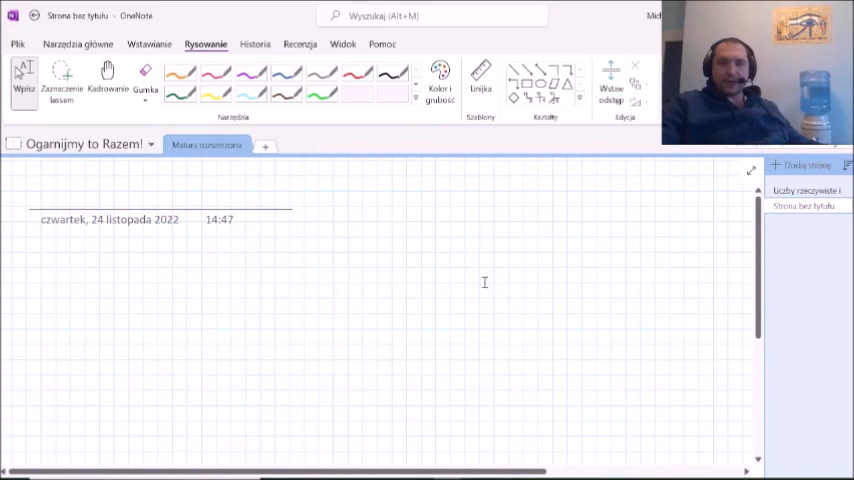 Strona bez tytułu - OneNote
Wyszukaj (Alt+M)
Plik
Narzędzia główne
Wstawianie
Rysowanie
Historia
Recenzja
Widok
Pomoc
Wpisz
Zaznaczenie lassem
Kadrowanie
Gumka
Kolor i grubość
Linijka
Wstaw odstęp
Narzędzia
Szablony
Kształty
Edycja
Ogarnijmy to Razem!
Matura rozszerzona
Dodaj stronę
Liczby rzeczywiste i
Strona bez tytułu
czwartek, 24 listopada 2022 14:47